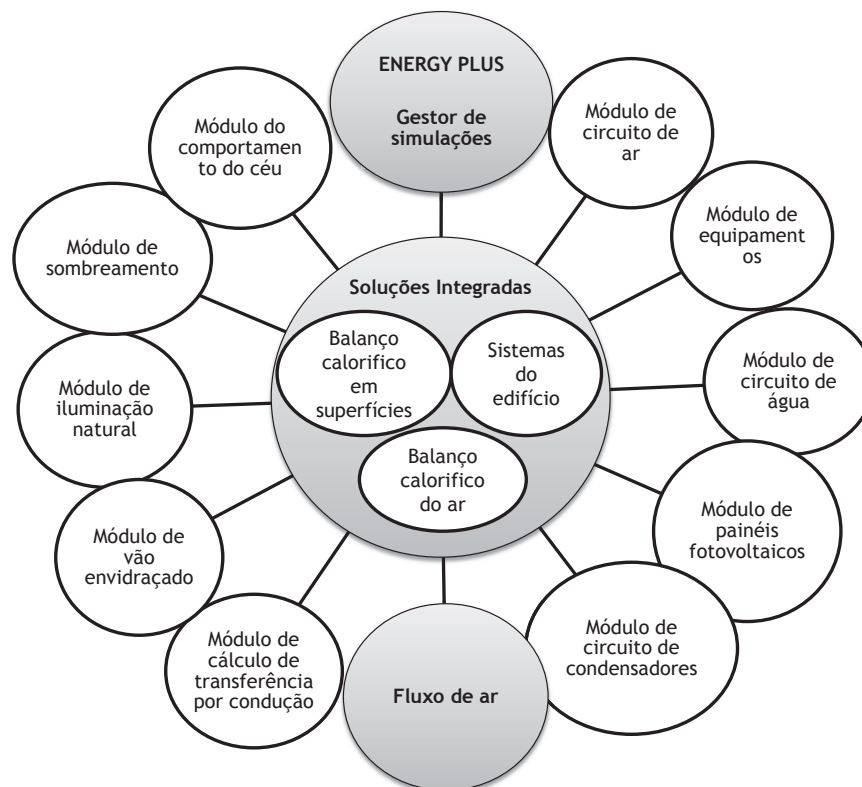 ENERGY PLUS
Gestor de
simulações
Módulo de
circuito de
ar
Módulo do
comportamen
to do céu
Módulo de
equipament
os
Módulo de
sombreamento
Soluções Integradas
Balanço
calorifico
em
superfícies
Sistemas
do
edifício
Módulo de
circuito de
água
Módulo de
iluminação
natural
Balanço
calorifico
do ar
Módulo de
painéis
fotovoltaicos
Módulo de
vão
envidraçado
Módulo de
circuito de
condensadores
Módulo de
cálculo de
transferência
por condução
Fluxo de ar